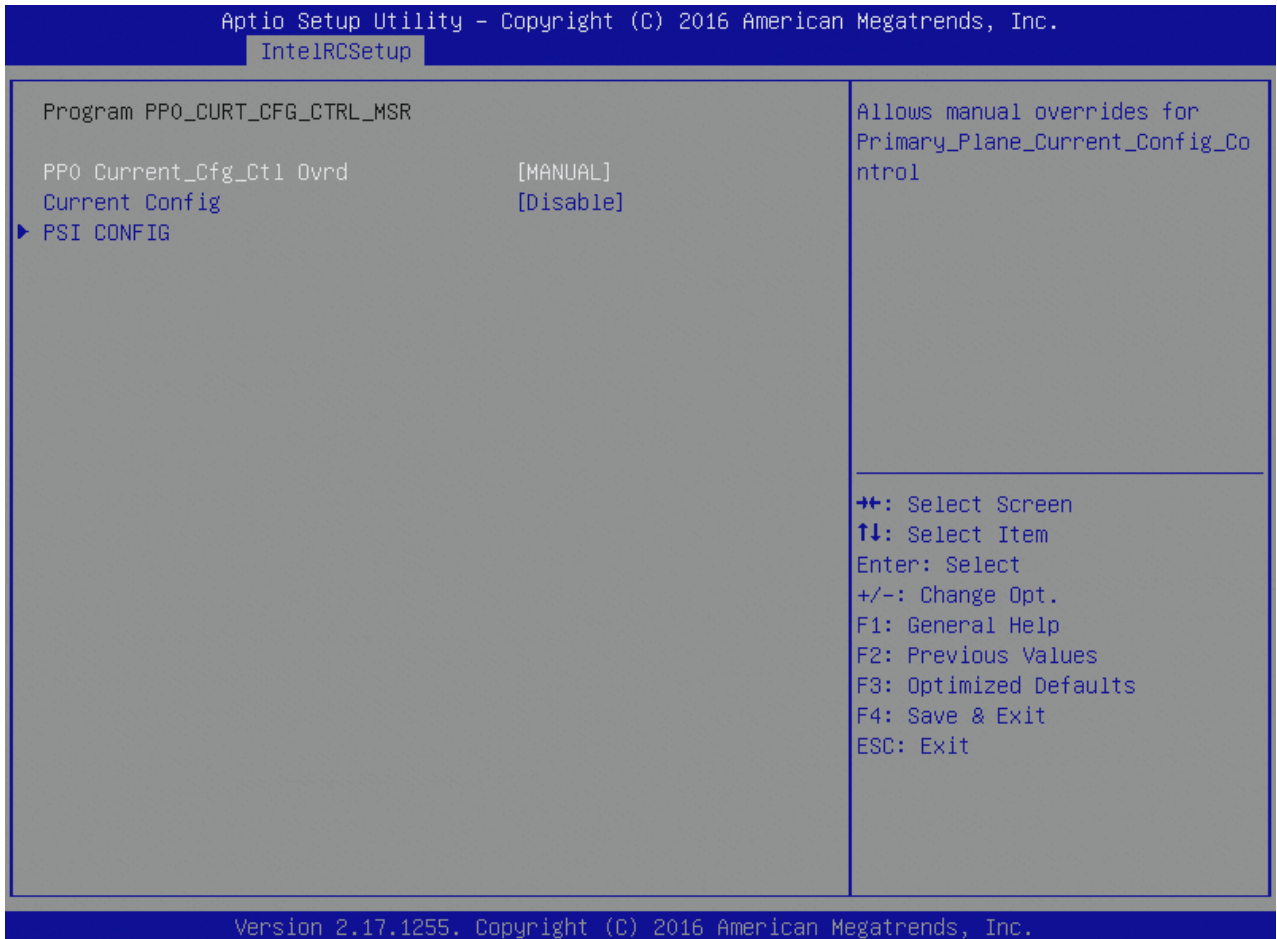 Aptio Setup Utility – Copyright (C) 2016 American Megatrends, Inc.
IntelRCSetup
Program PP0_CURT_CFG_CTRL_MSR
PP0 Current_Cfg_Ctl Ovrd [MANUAL]
Current Config [Disable]
PSI CONFIG
Allows manual overrides for
Primary_Plane_Current_Config_Co
ntrol
→←: Select Screen
↑↓: Select Item
Enter: Select
+/-: Change Opt.
F1: General Help
F2: Previous Values
F3: Optimized Defaults
F4: Save & Exit
ESC: Exit
Version 2.17.1255. Copyright (C) 2016 American Megatrends, Inc.